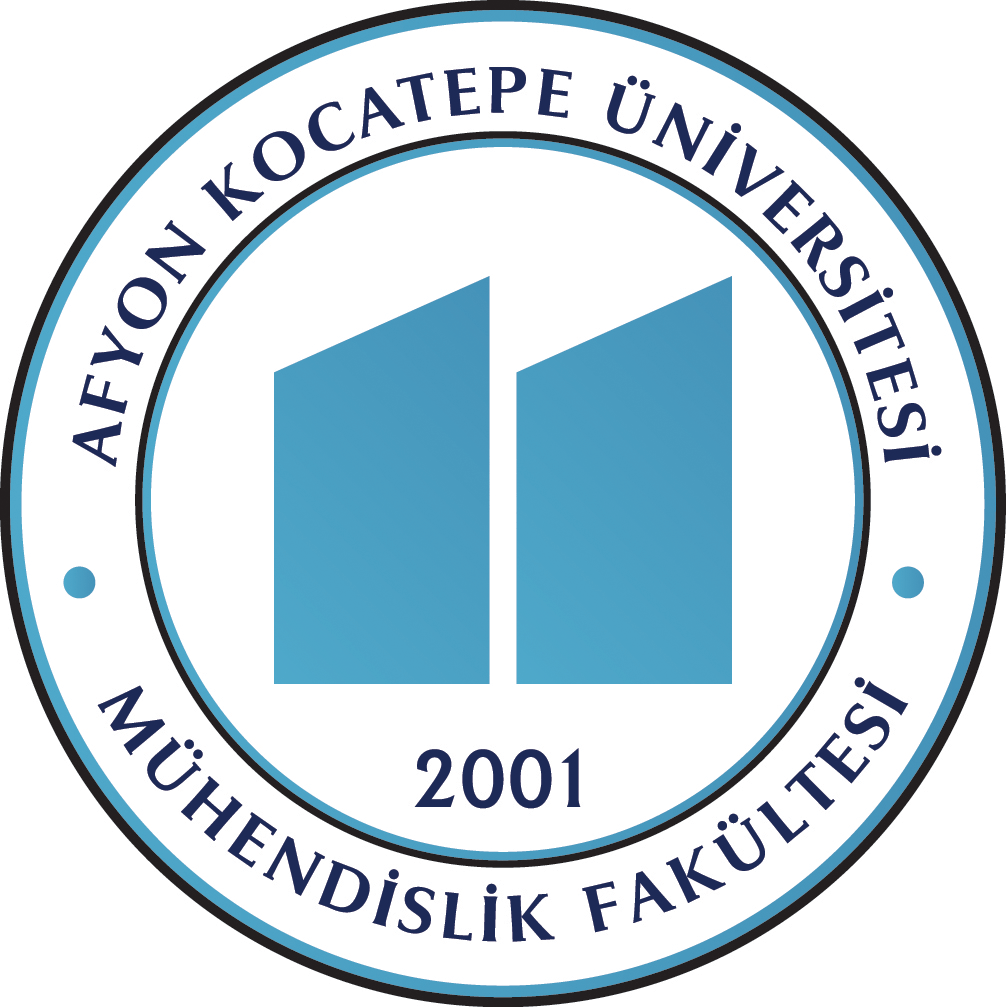 AFYON KOCATEPE ÜNİVERSİTESİ
2001
MÜHENDİSLİK FAKÜLTESİ